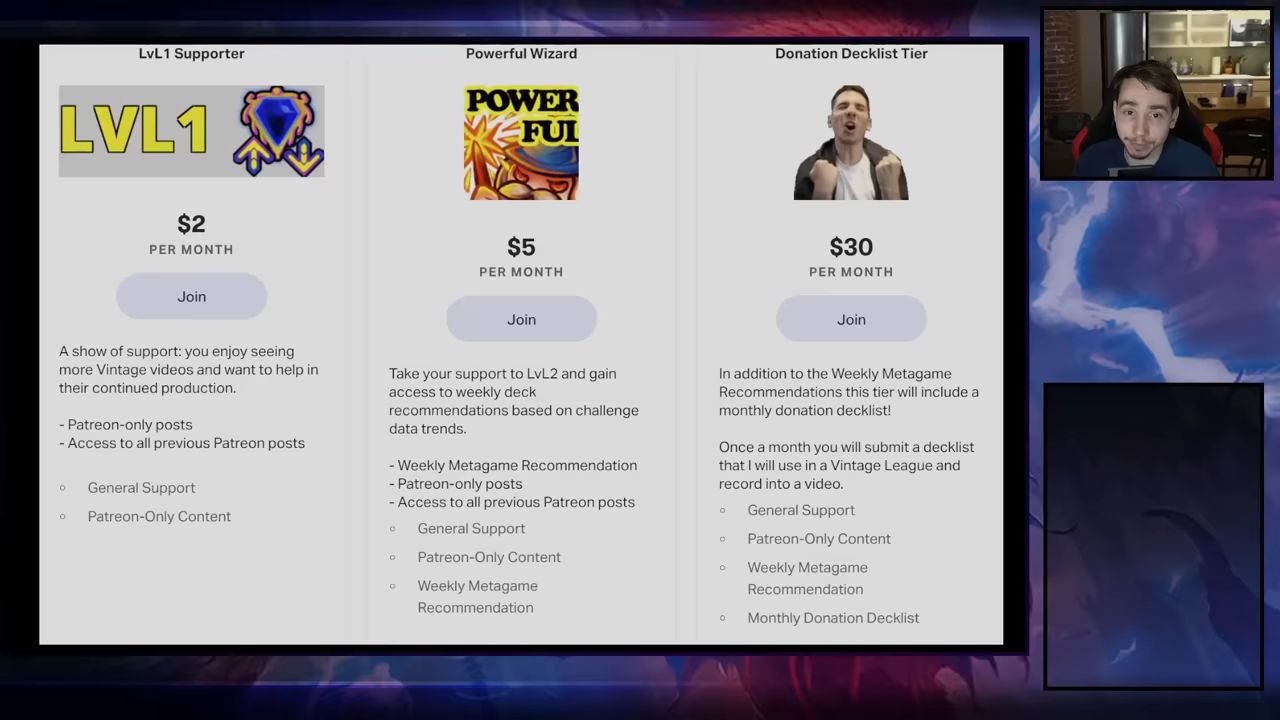 LvL1 Supporter
LVL1
$2
PER MONTH
Join
A show of support: you enjoy seeing
more Vintage videos and want to help in
their continued production.
- Patreon-only posts
- Access to all previous Patreon posts
General Support
Patreon-Only Content
Powerful Wizard
POWER
FUL
$5
PER MONTH
Join
Take your support to LvL2 and gain
access to weekly deck
recommendations based on challenge
data trends.
- Weekly Metagame Recommendation
- Patreon-only posts
- Access to all previous Patreon posts
General Support
Patreon-Only Content
Weekly Metagame
Recommendation
Donation Decklist Tier
$30
PER MONTH
Join
In addition to the Weekly Metagame
Recommendations this tier will include a
monthly donation decklist!
Once a month you will submit a decklist
that I will use in a Vintage League and
record into a video.
General Support
Patreon-Only Content
Weekly Metagame
Recommendation
Monthly Donation Decklist